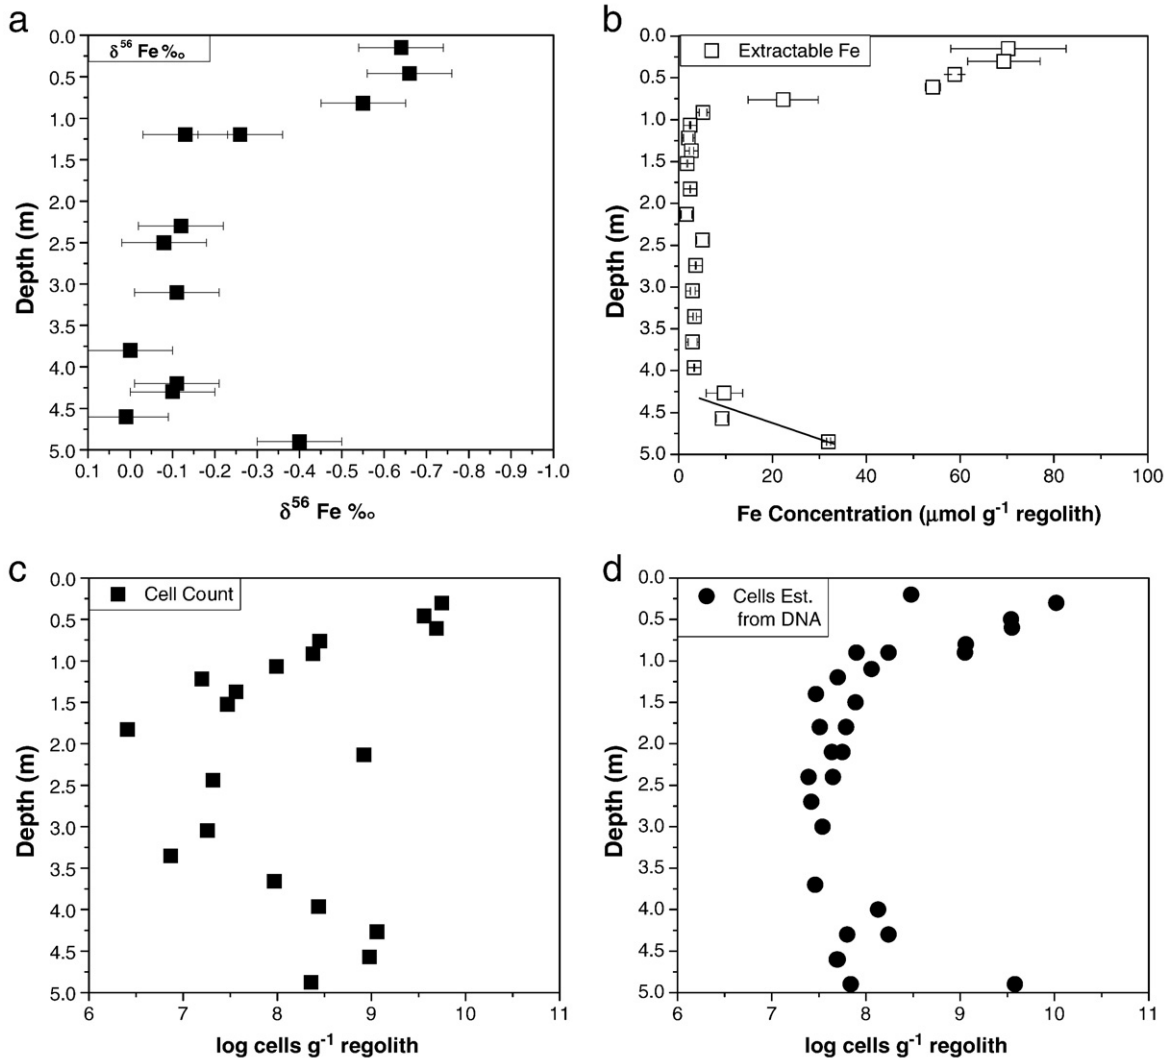 a
δ56 Fe ‰
0.0
0.5
1.0
1.5
2.0
2.5
3.0
3.5
4.0
4.5
5.0
Depth (m)
0.1 0.0 -0.1 -0.2 -0.3 -0.4 -0.5 -0.6 -0.7 -0.8 -0.9 -1.0
δ56 Fe ‰
b
Extractable Fe
0.0
0.5
1.0
1.5
2.0
2.5
3.0
3.5
4.0
4.5
5.0
Depth (m)
0 20 40 60 80 100
Fe Concentration (μmol g-1 regolith)
c
Cell Count
0.0
0.5
1.0
1.5
2.0
2.5
3.0
3.5
4.0
4.5
5.0
Depth (m)
6 7 8 9 10 11
log cells g-1 regolith
d
Cells Est.
from DNA
0.0
0.5
1.0
1.5
2.0
2.5
3.0
3.5
4.0
4.5
5.0
Depth (m)
6 7 8 9 10 11
log cells g-1 regolith